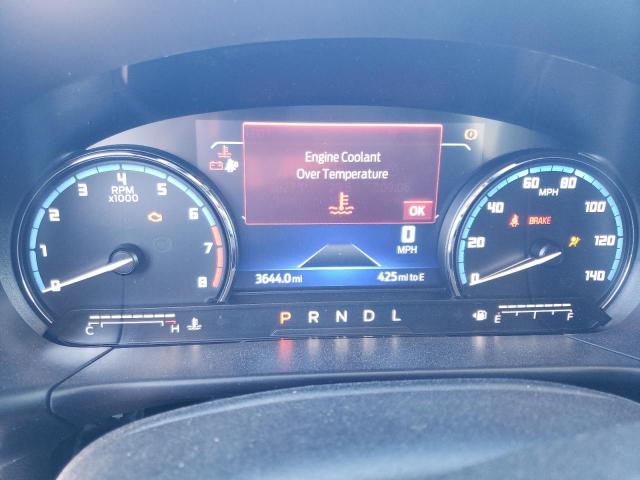 Engine Coolant
Over Temperature
OK
0
MPH
3644.0 mi
425 mi to E
0 1 2 3 4 5 6 7 8
RPM
x1000
0 20 40 60 80 100 120 140
MPH
BRAKE
C H
P R N D L
E F